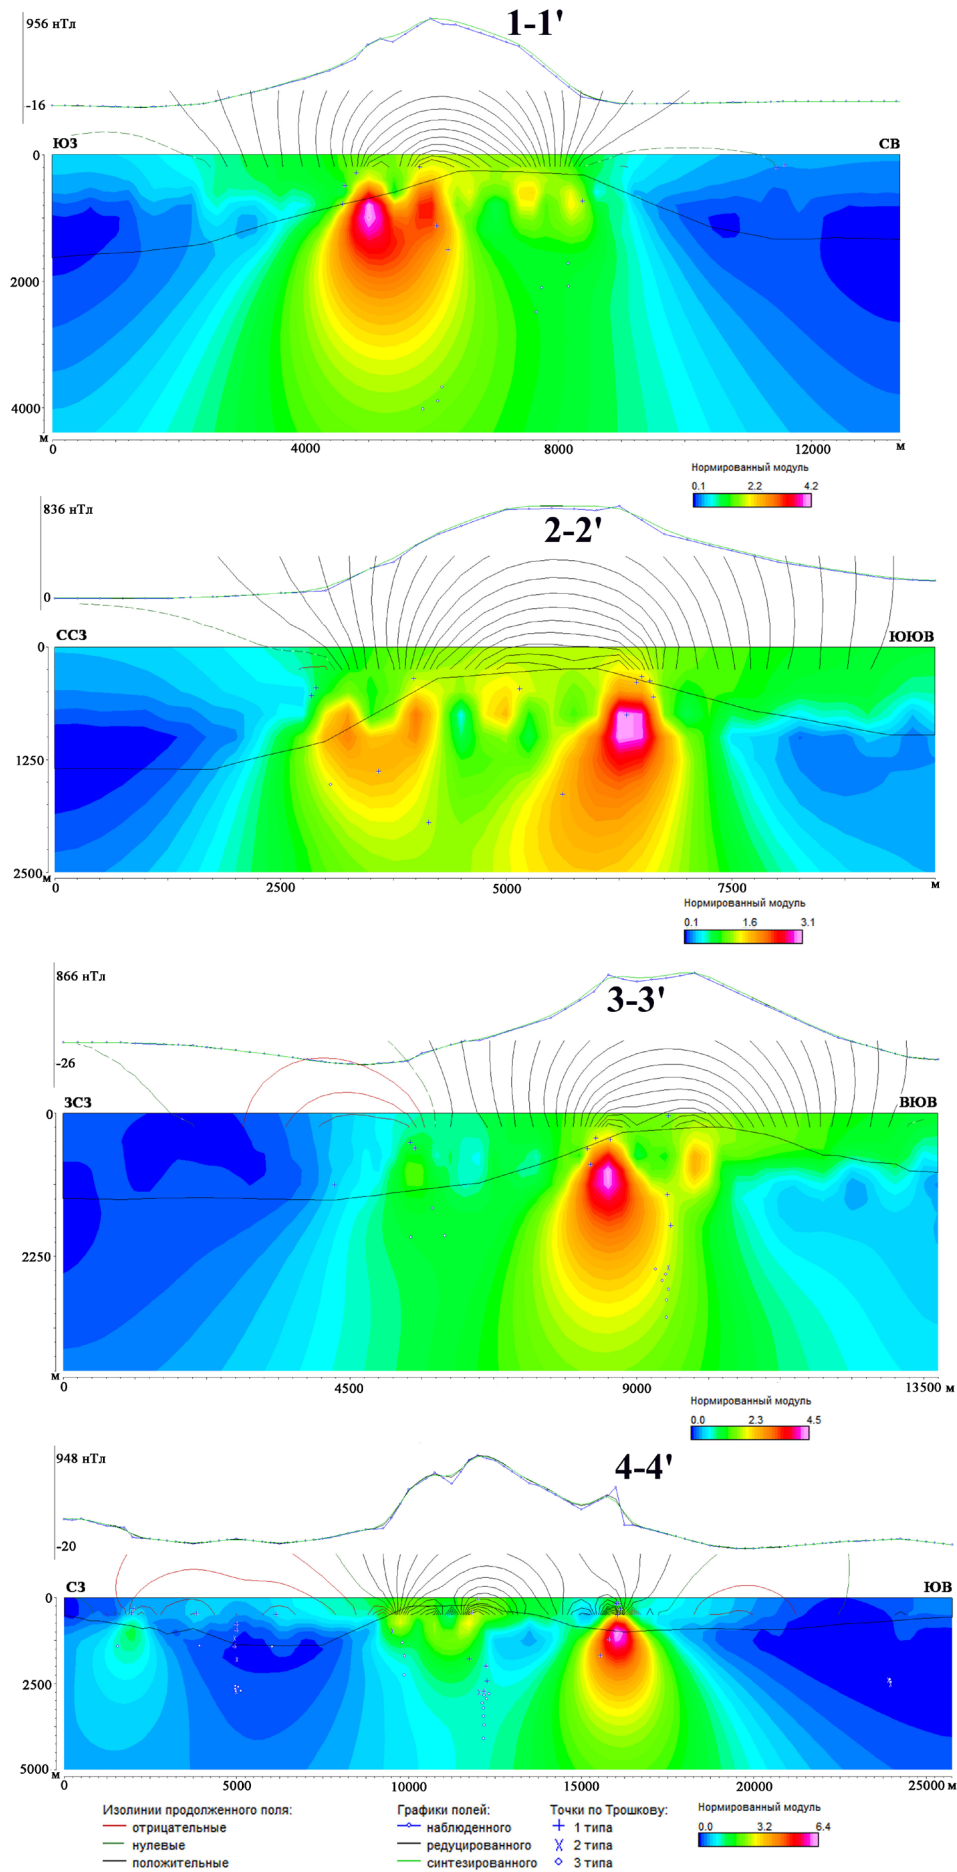 956 нТл
1-1'
-16
ЮЗ
СВ
0
2000
4000
м
0
4000
8000
12000
м
Нормированный модуль
0.1
2.2
4.2
836 нТл
2-2'
0
ССЗ
ЮЮВ
0
1250
2500
м
0
2500
5000
7500
м
Нормированный модуль
0.1
1.6
3.1
866 нТл
3-3'
-26
ЗСЗ
ВЮВ
0
2250
м
0
4500
9000
13500 м
Нормированный модуль
0.0
2.3
4.5
948 нТл
4-4'
-20
СЗ
ЮВ
0
2500
5000
м
0
5000
10000
15000
20000
25000 м
Изолинии продолженного поля:
отрицательные
нулевые
положительные
Графики полей:
наблюденного
редуцированного
синтезированного
Точки по Трошкову:
1 типа
2 типа
3 типа
Нормированный модуль
0.0
3.2
6.4